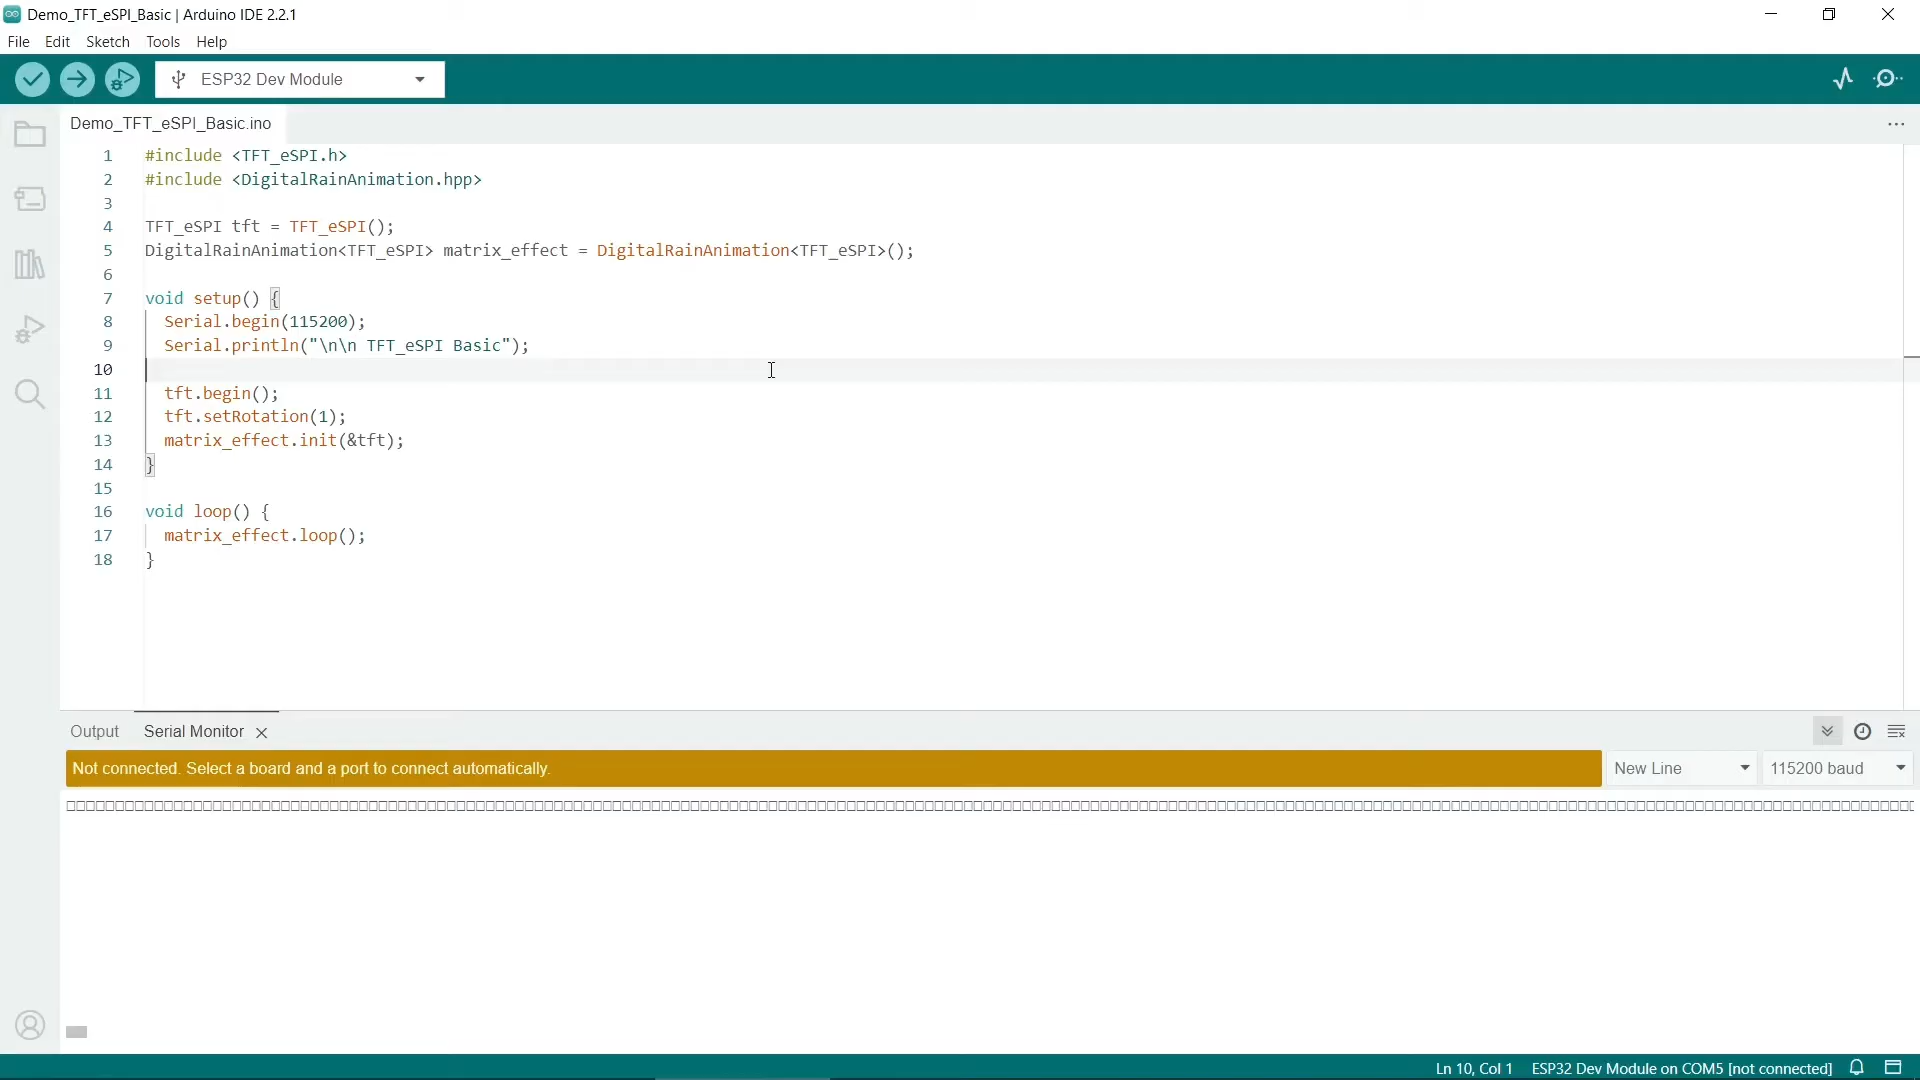 Demo_TFT_eSPI_Basic | Arduino IDE 2.2.1
File Edit Sketch Tools Help
ESP32 Dev Module
Demo_TFT_eSPI_Basic.ino
1 #include <TFT_eSPI.h>
2 #include <DigitalRainAnimation.hpp>
3
4 TFT_eSPI tft = TFT_eSPI();
5 DigitalRainAnimation<TFT_eSPI> matrix_effect = DigitalRainAnimation<TFT_eSPI>();
6
7 void setup() {
8 Serial.begin(115200);
9 Serial.println("\n\n TFT_eSPI Basic");
10
11 tft.begin();
12 tft.setRotation(1);
13 matrix_effect.init(&tft);
14 }
15
16 void loop() {
17 matrix_effect.loop();
18 }
Output Serial Monitor
Not connected. Select a board and a port to connect automatically. New Line 115200 baud
Ln 10, Col 1 ESP32 Dev Module on COM5 [not connected]